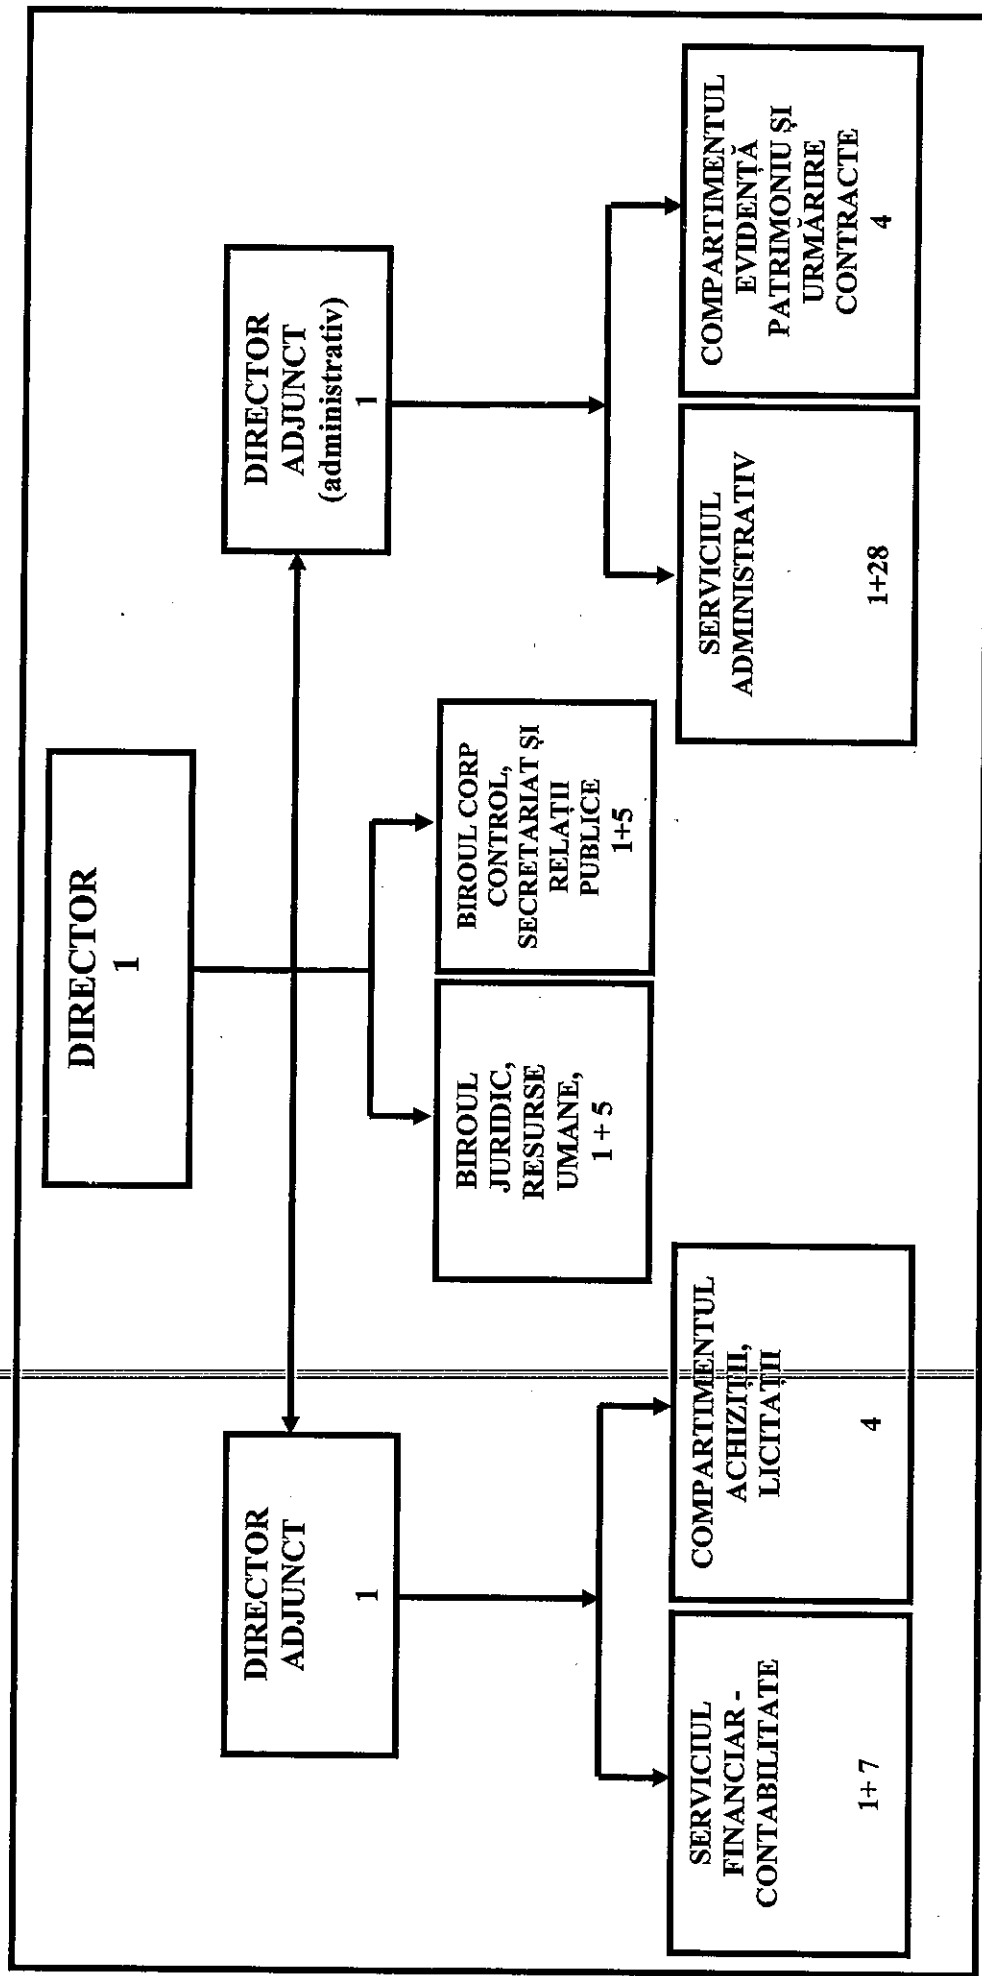 DIRECTOR
1
DIRECTOR
ADJUNCT
1
DIRECTOR
ADJUNCT
(administrativ)
1
BIROUL
JURIDIC,
RESURSE
UMANE,
1 + 5
BIROUL CORP
CONTROL,
SECRETARIAT ȘI
RELAȚII
PUBLICE
1+5
SERVICIUL
FINANCIAR -
CONTABILITATE
1+ 7
COMPARTIMENTUL
ACHIZIȚII,
LICITAȚII
4
SERVICIUL
ADMINISTRATIV
1+28
COMPARTIMENTUL
EVIDENȚĂ
PATRIMONIU ȘI
URMĂRIRE
CONTRACTE
4